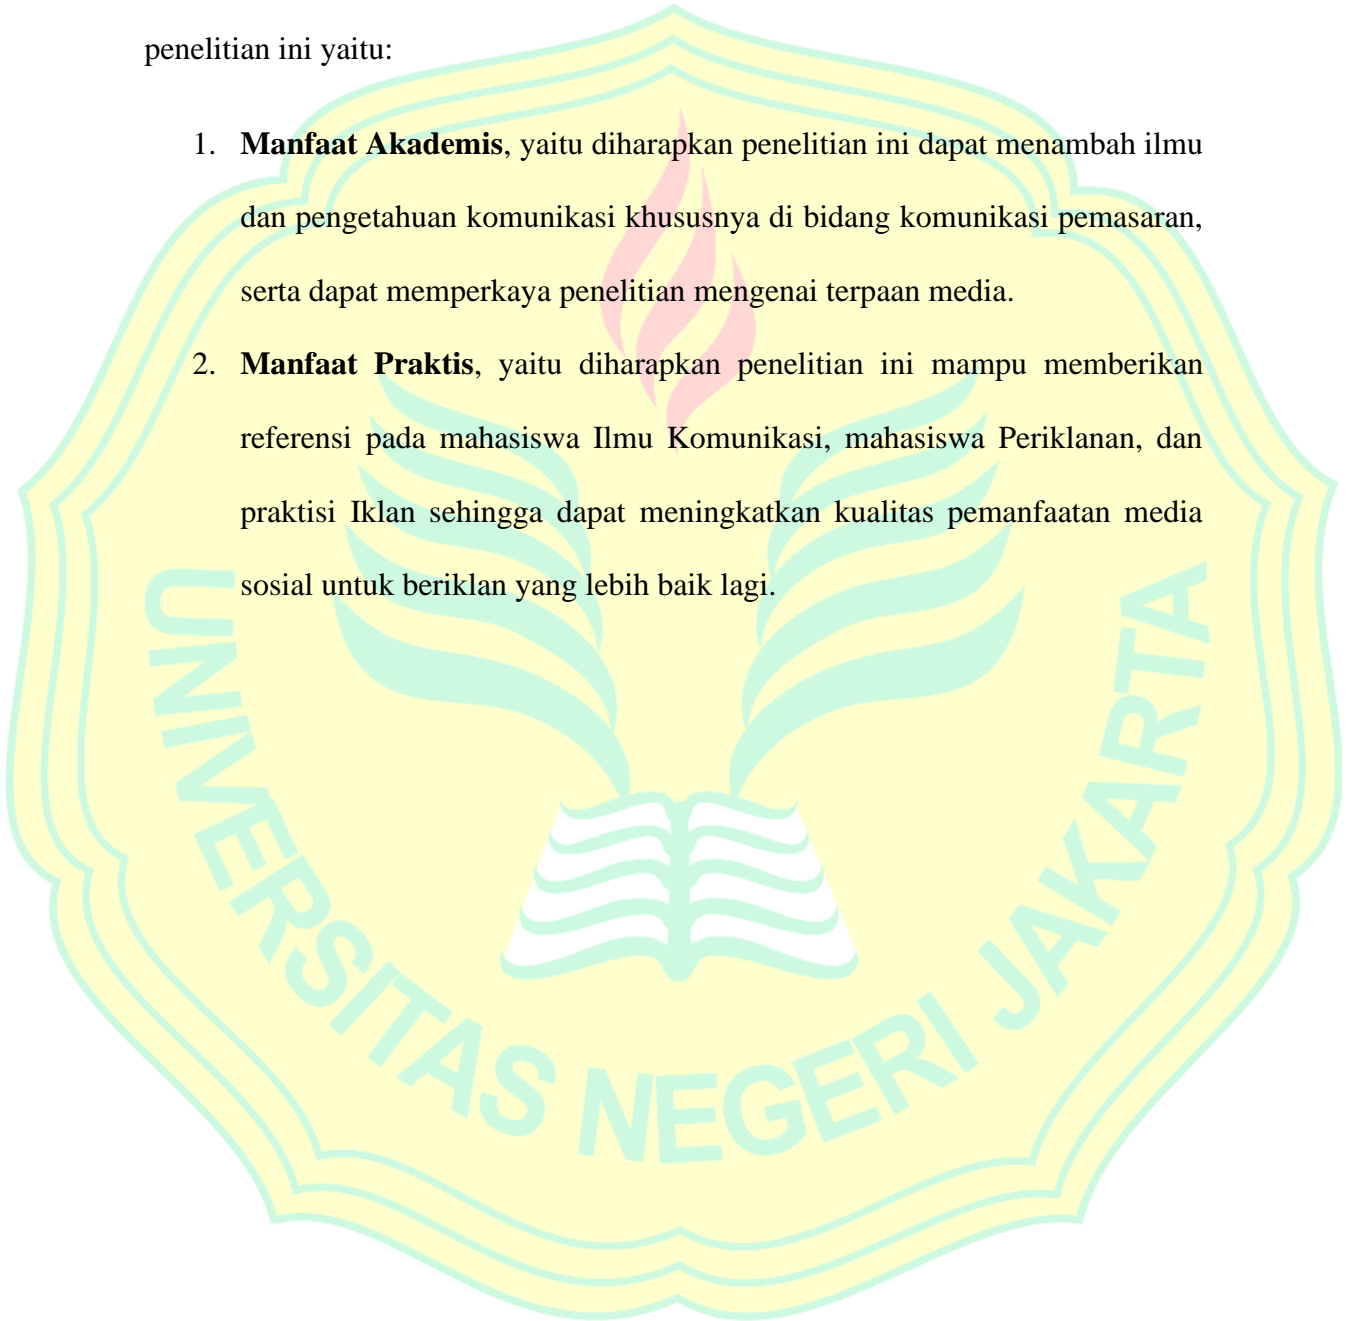 penelitian ini yaitu:
1. Manfaat Akademis, yaitu diharapkan penelitian ini dapat menambah ilmu
dan pengetahuan komunikasi khususnya di bidang komunikasi pemasaran,
serta dapat memperkaya penelitian mengenai terpaan media.
2. Manfaat Praktis, yaitu diharapkan penelitian ini mampu memberikan
referensi pada mahasiswa Ilmu Komunikasi, mahasiswa Periklanan, dan
praktisi Iklan sehingga dapat meningkatkan kualitas pemanfaatan media
sosial untuk beriklan yang lebih baik lagi.
UNIVERSITAS NEGERI JAKARTA